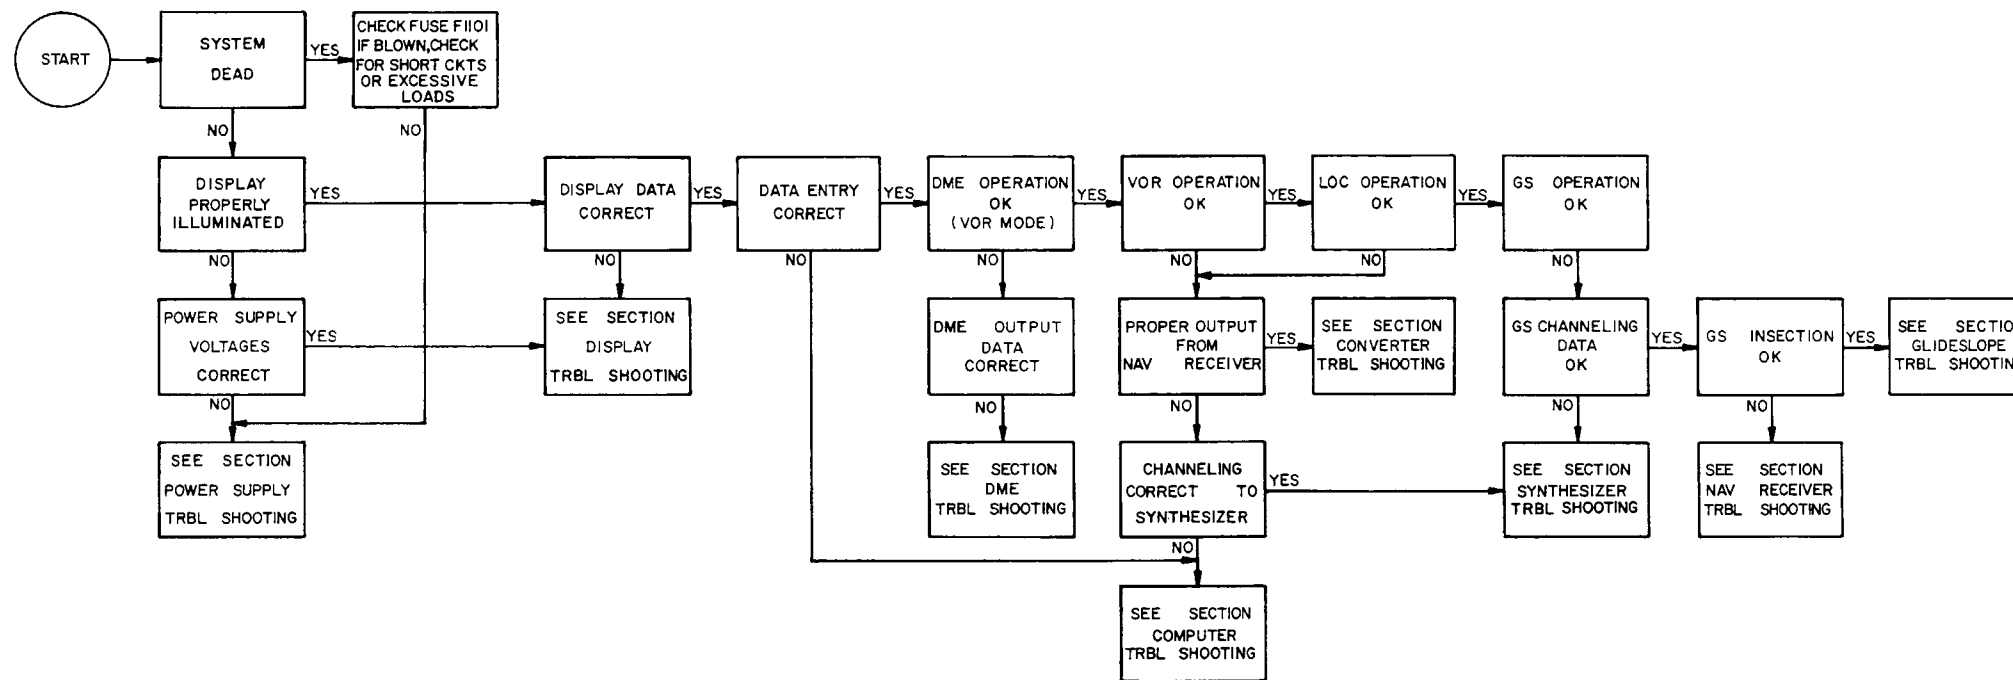 START
SYSTEM
DEAD
YES
CHECK FUSE F1101
IF BLOWN,CHECK
FOR SHORT CKTS
OR EXCESSIVE
LOADS
NO
NO
DISPLAY
PROPERLY
ILLUMINATED
YES
DISPLAY DATA
CORRECT
YES
DATA ENTRY
CORRECT
YES
DME OPERATION
OK
(VOR MODE)
YES
VOR OPERATION
OK
YES
LOC OPERATION
OK
YES
GS OPERATION
OK
NO
NO
NO
NO
NO
NO
NO
POWER SUPPLY
VOLTAGES
CORRECT
YES
SEE SECTION
DISPLAY
TRBL SHOOTING
DME OUTPUT
DATA
CORRECT
PROPER OUTPUT
FROM
NAV RECEIVER
YES
SEE SECTION
CONVERTER
TRBL SHOOTING
GS CHANNELING
DATA
OK
YES
GS INSECTION
OK
YES
SEE SECTIO
GLIDESLOPE
TRBL SHOOTIN
NO
NO
NO
NO
NO
SEE SECTION
POWER SUPPLY
TRBL SHOOTING
SEE SECTION
DME
TRBL SHOOTING
CHANNELING
CORRECT TO
SYNTHESIZER
YES
SEE SECTION
SYNTHESIZER
TRBL SHOOTING
SEE SECTION
NAV RECEIVER
TRBL SHOOTING
NO
SEE SECTION
COMPUTER
TRBL SHOOTING